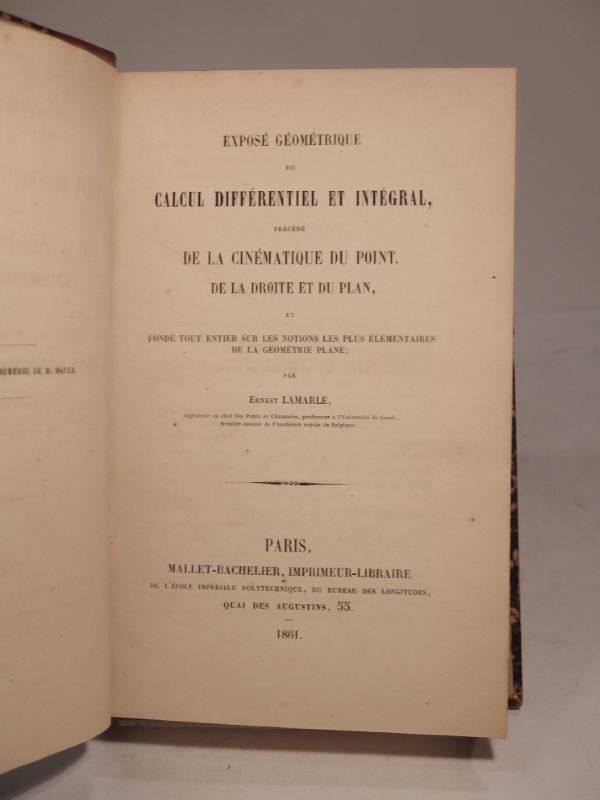 EXPOSÉ GÉOMÉTRIQUE
DU
CALCUL DIFFÉRENTIEL ET INTÉGRAL,
PRÉCÉDÉ
DE LA CINÉMATIQUE DU POINT,
DE LA DROITE ET DU PLAN,
ET
FONDÉ TOUT ENTIER SUR LES NOTIONS LES PLUS ÉLÉMENTAIRES
DE LA GÉOMÉTRIE PLANE;
PAR
ERNEST LAMARLE,
Ingénieur en chef des Ponts et Chaussées, professeur à l'Université de Gand,
Membre-associé de l'Académie royale de Belgique.
PARIS,
MALLET-BACHELIER, IMPRIMEUR-LIBRAIRE
DE L'ÉCOLE IMPÉRIALE POLYTECHNIQUE, DU BUREAU DES LONGITUDES,
QUAI DES AUGUSTINS, 55.
1861.
DE M. HAYEZ.